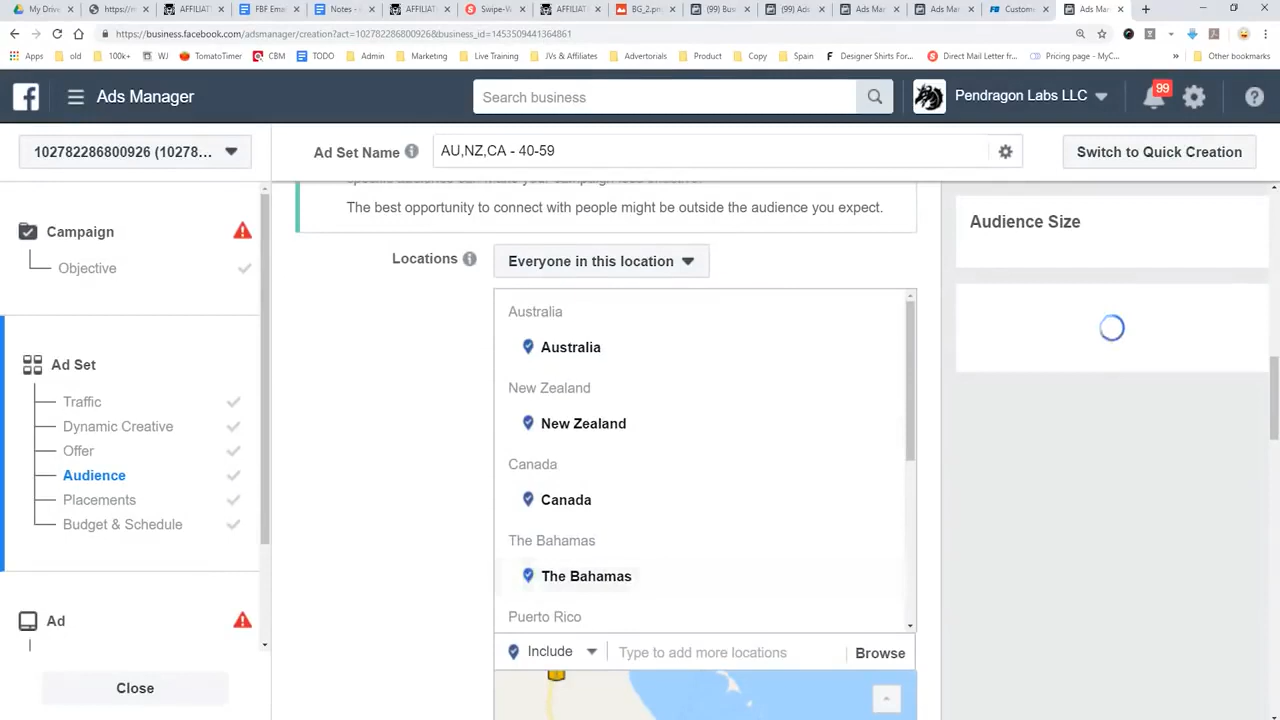 My Drive
https://m
AFFILIAT
FBF Ema
Notes -
AFFILIAT
Swipe-W
AFFILIAT
BG_2.pn
(99) Bus
(99) Ads
Ads Ma
Ads Mar
Custome
Ads Ma
https://business.facebook.com/adsmanager/creation?act=102782286800926&business_id=1453509441364861
Apps
old
100k+
WJ
TomatoTimer
CBM
TODO
Admin
Marketing
Live Training
JVs & Affiliates
Advertorials
Product
Copy
Spain
Designer Shirts For...
Direct Mail Letter fr...
Pricing page - MyC...
»
Other bookmarks
Ads Manager
Search business
Pendragon Labs LLC
99
102782286800926 (10278...
Ad Set Name
AU,NZ,CA - 40-59
Switch to Quick Creation
The best opportunity to connect with people might be outside the audience you expect.
Campaign
Objective
Ad Set
Traffic
Dynamic Creative
Offer
Audience
Placements
Budget & Schedule
Ad
Close
Locations
Everyone in this location
Australia
Australia
New Zealand
New Zealand
Canada
Canada
The Bahamas
The Bahamas
Puerto Rico
Include
Type to add more locations
Browse
Audience Size